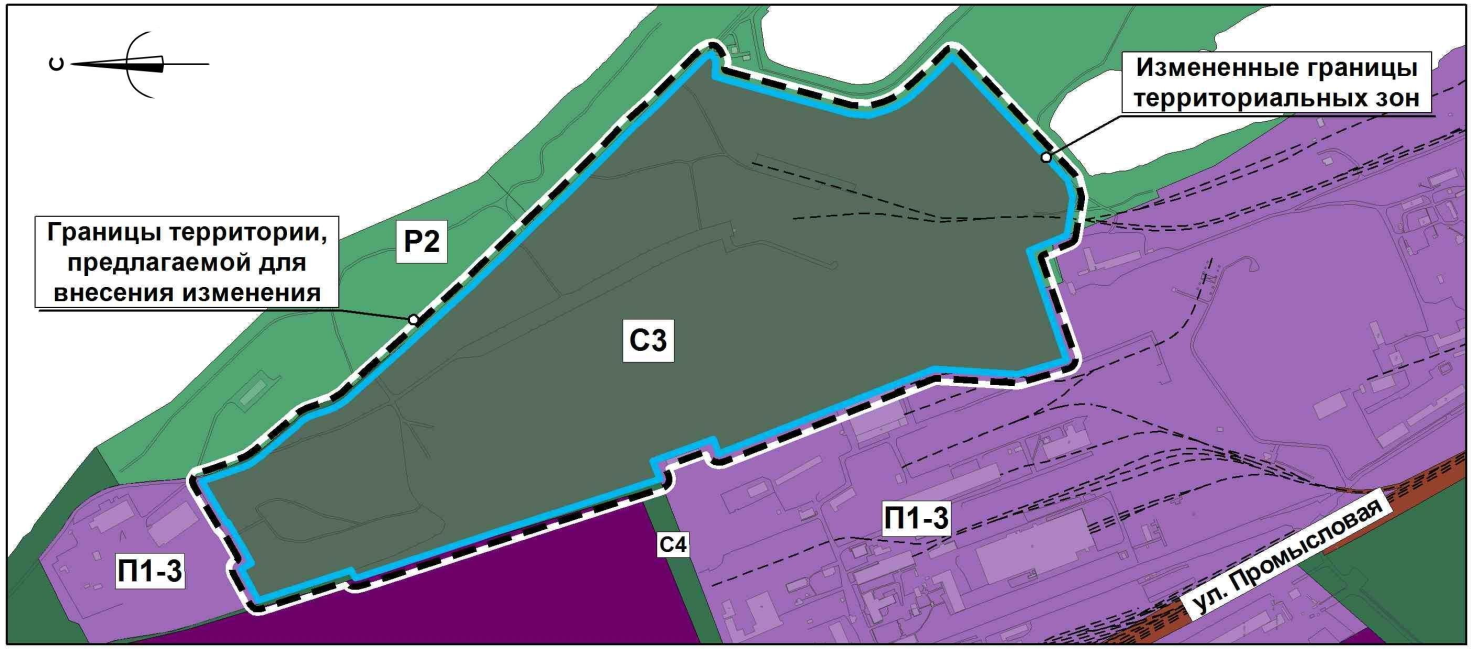 С
Измененные границы
территориальных зон
Границы территории,
предлагаемой для
внесения изменения
Р2
С3
П1-3
С4
П1-3
ул. Промысловая